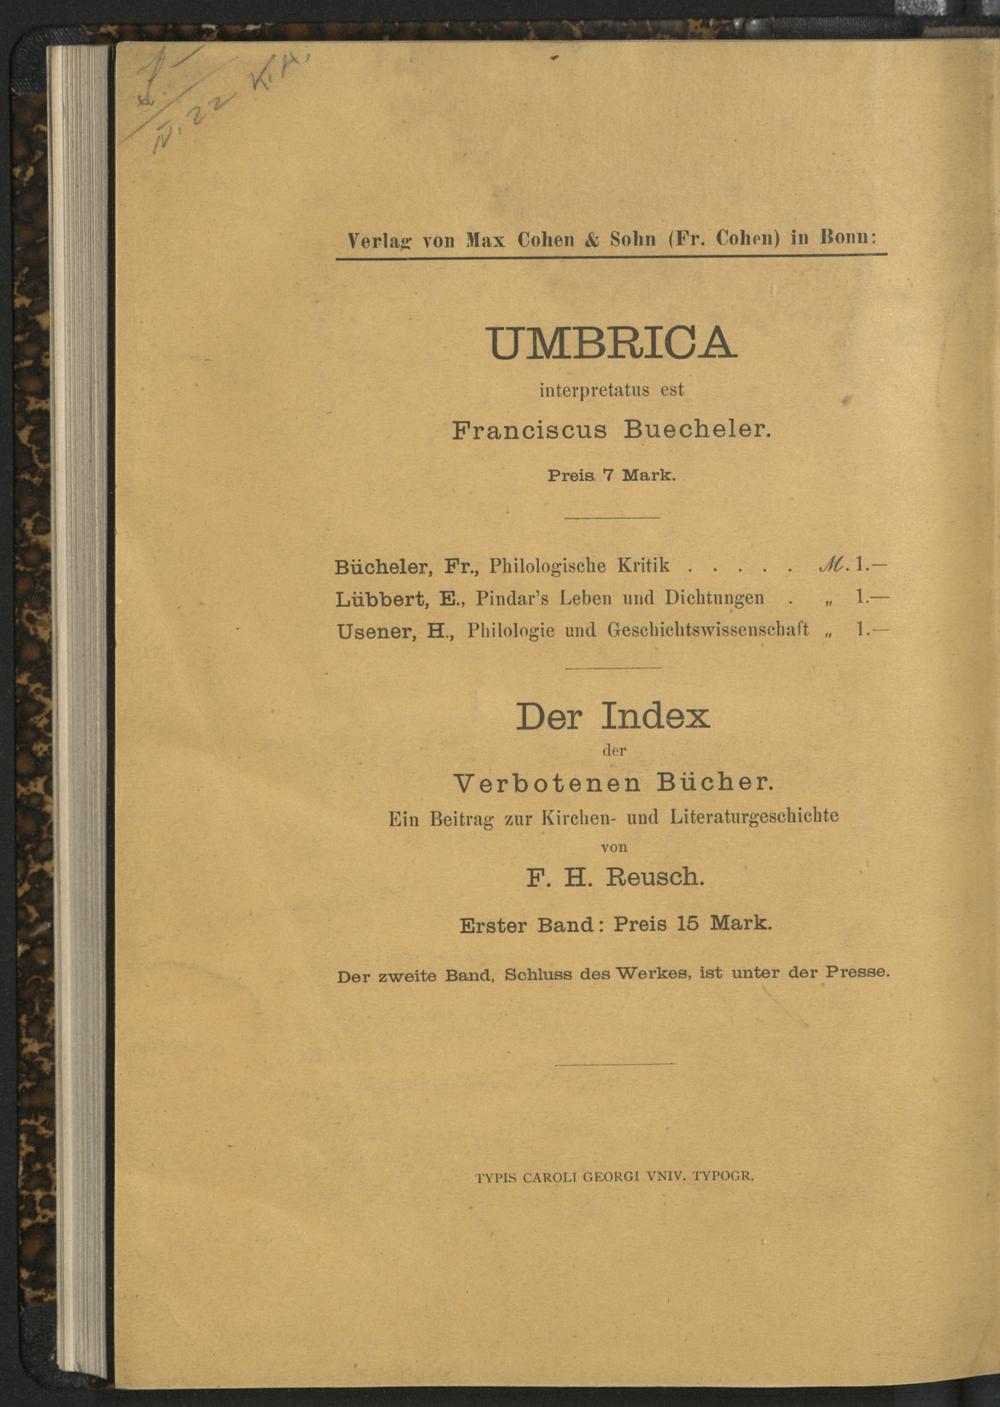 IV. 22 K.A.
Verlag von Max Cohen & Sohn (Fr. Cohen) in Bonn:
UMBRICA
interpretatus est
Franciscus Buecheler.
Preis 7 Mark.
Bücheler, Fr., Philologische Kritik . . . . . M. 1.—
Lübbert, E., Pindar's Leben und Dichtungen . „ 1.—
Usener, H., Philologie und Geschichtswissenschaft „ 1.—
Der Index
der
Verbotenen Bücher.
Ein Beitrag zur Kirchen- und Literaturgeschichte
von
F. H. Reusch.
Erster Band: Preis 15 Mark.
Der zweite Band, Schluss des Werkes, ist unter der Presse.
TYPIS CAROLI GEORGI VNIV. TYPOGR.